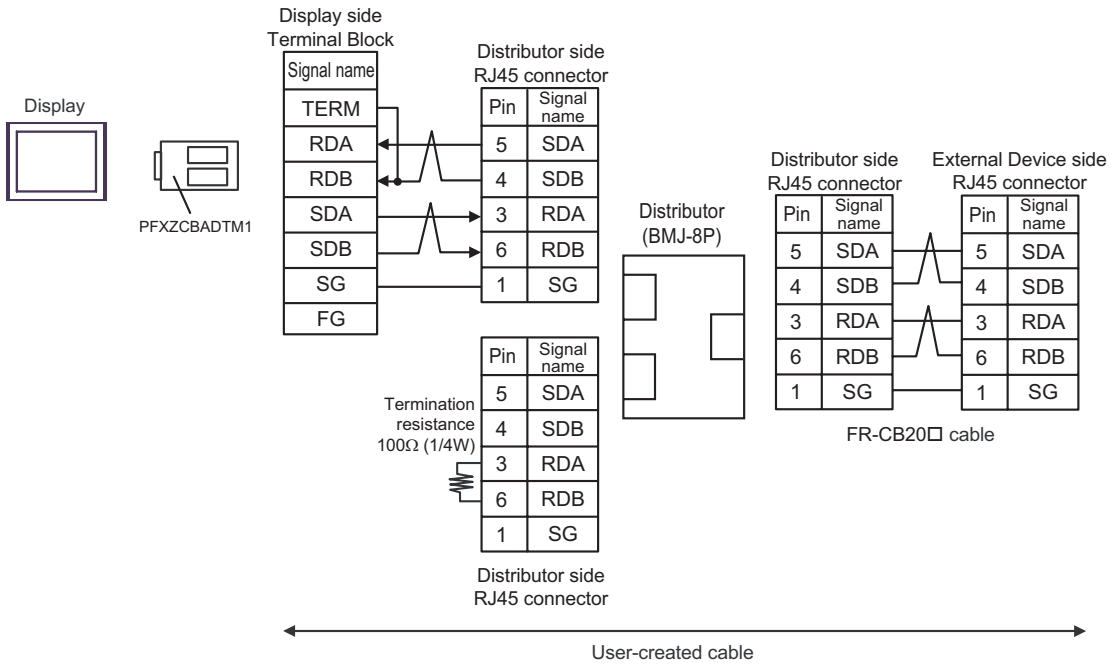 Display
PFXZCBADTM1
Display side
Terminal Block
Signal name
TERM
RDA
RDB
SDA
SDB
SG
FG
Distributor side
RJ45 connector
Pin Signal name
5 SDA
4 SDB
3 RDA
6 RDB
1 SG
Termination
resistance
100Ω (1/4W)
Pin Signal name
5 SDA
4 SDB
3 RDA
6 RDB
1 SG
Distributor side
RJ45 connector
Distributor
(BMJ-8P)
Distributor side
RJ45 connector
Pin Signal name
5 SDA
4 SDB
3 RDA
6 RDB
1 SG
External Device side
RJ45 connector
Pin Signal name
5 SDA
4 SDB
3 RDA
6 RDB
1 SG
FR-CB20□ cable
User-created cable